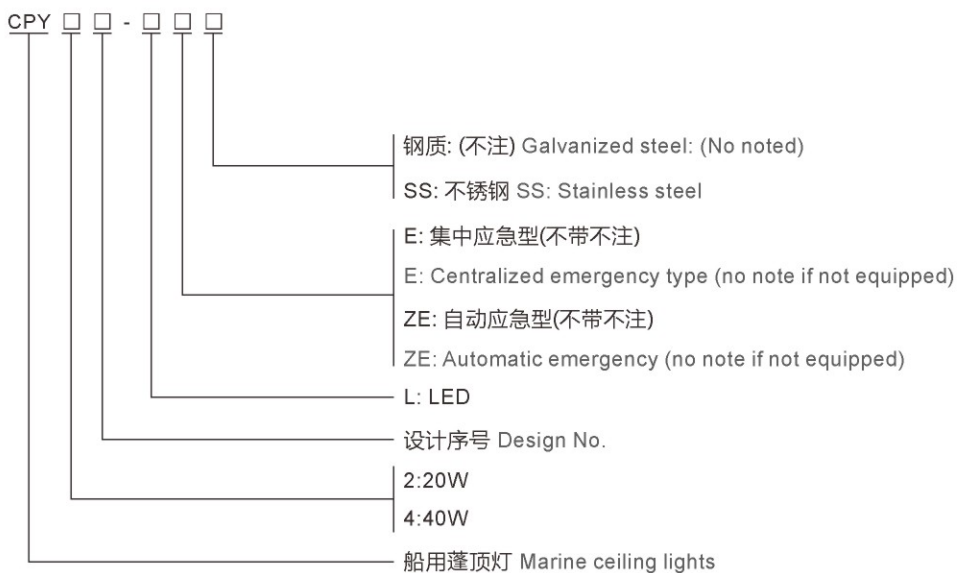 CPY □ □ - □ □ □
钢质: (不注) Galvanized steel: (No noted)
SS: 不锈钢 SS: Stainless steel
E: 集中应急型(不带不注)
E: Centralized emergency type (no note if not equipped)
ZE: 自动应急型(不带不注)
ZE: Automatic emergency (no note if not equipped)
L: LED
设计序号 Design No.
2:20W
4:40W
船用蓬顶灯 Marine ceiling lights